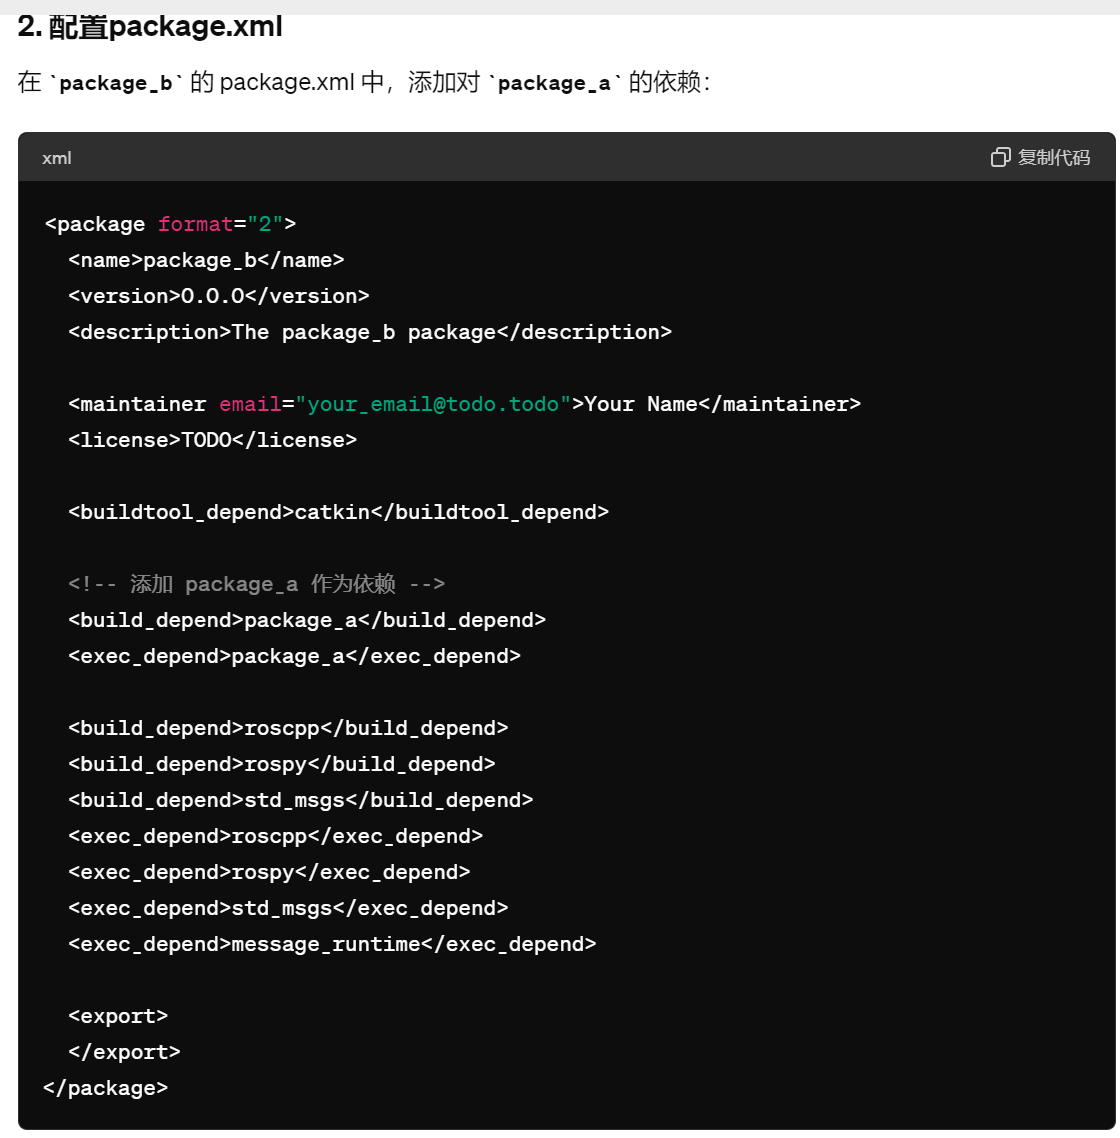 2. 配置package.xml
在 `package_b` 的 package.xml 中，添加对 `package_a` 的依赖：
xml
复制代码
<package format="2">
  <name>package_b</name>
  <version>0.0.0</version>
  <description>The package_b package</description>

  <maintainer email="your_email@todo.todo">Your Name</maintainer>
  <license>TODO</license>

  <buildtool_depend>catkin</buildtool_depend>

  <!-- 添加 package_a 作为依赖 -->
  <build_depend>package_a</build_depend>
  <exec_depend>package_a</exec_depend>

  <build_depend>roscpp</build_depend>
  <build_depend>rospy</build_depend>
  <build_depend>std_msgs</build_depend>
  <exec_depend>roscpp</exec_depend>
  <exec_depend>rospy</exec_depend>
  <exec_depend>std_msgs</exec_depend>
  <exec_depend>message_runtime</exec_depend>

  <export>
  </export>
</package>